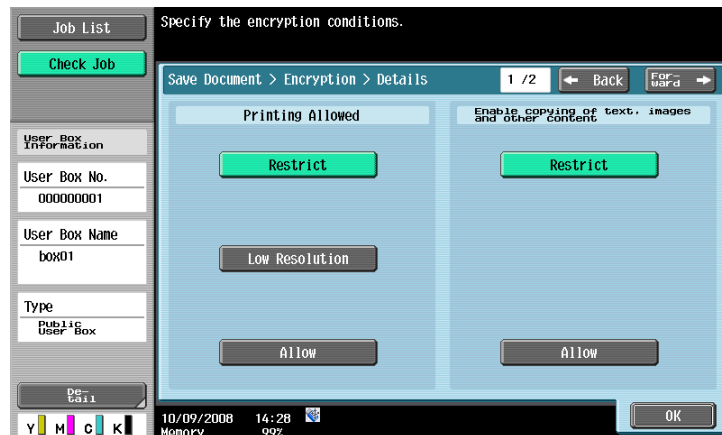 Job List
Specify the encryption conditions.
Check Job
Save Document > Encryption > Details
1 /2
← Back
For-
ward →
Printing Allowed
Enable copying of text, images
and other content
User Box
Information
Restrict
Restrict
User Box No.
000000001
User Box Name
box01
Low Resolution
Type
Public
User Box
Allow
Allow
De-
tail
OK
Y M C K
10/09/2008 14:28
Memory 99%